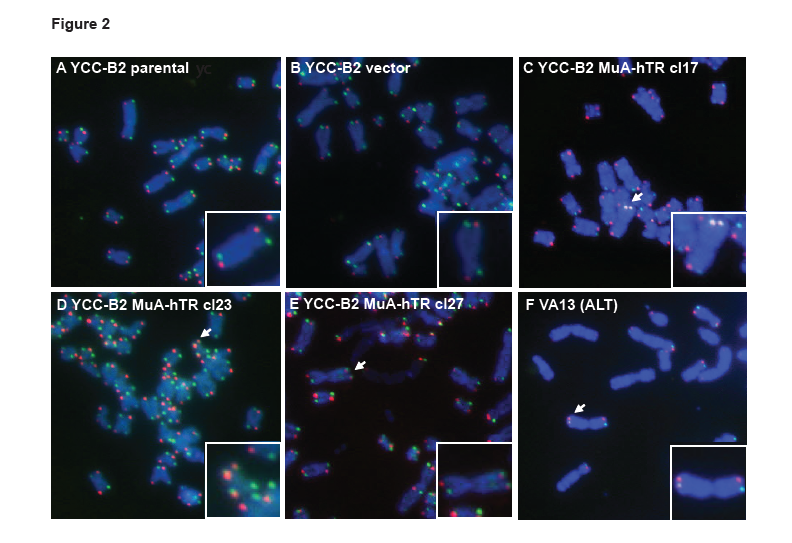 Figure 2
A YCC-B2 parental yc
B YCC-B2 vector
C YCC-B2 MuA-hTR cl17
D YCC-B2 MuA-hTR cl23
E YCC-B2 MuA-hTR cl27
F VA13 (ALT)